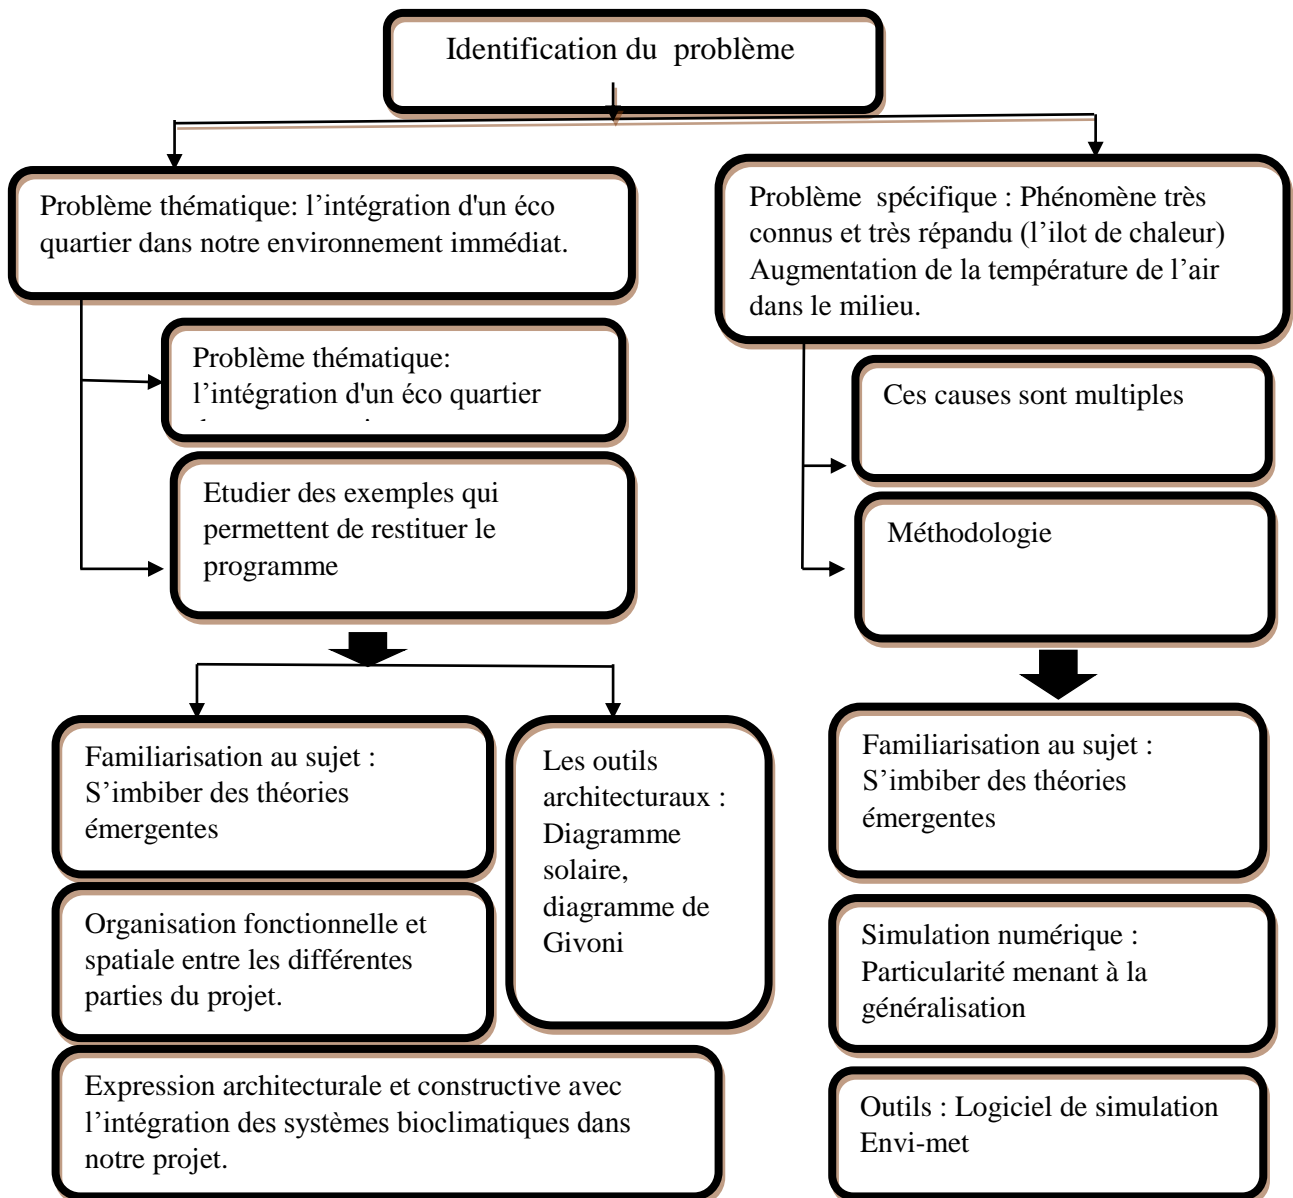 Identification du problème
Problème thématique: l’intégration d'un éco
quartier dans notre environnement immédiat.
Problème thématique:
l’intégration d'un éco quartier
Etudier des exemples qui
permettent de restituer le
programme
Problème spécifique : Phénomène très
connus et très répandu (l’ilot de chaleur)
Augmentation de la température de l’air
dans le milieu.
Ces causes sont multiples
Méthodologie
Familiarisation au sujet :
S’imbiber des théories
émergentes
Organisation fonctionnelle et
spatiale entre les différentes
parties du projet.
Expression architecturale et constructive avec
l’intégration des systèmes bioclimatiques dans
notre projet.
Les outils
architecturaux :
Diagramme
solaire,
diagramme de
Givoni
Familiarisation au sujet :
S’imbiber des théories
émergentes
Simulation numérique :
Particularité menant à la
généralisation
Outils : Logiciel de simulation
Envi-met